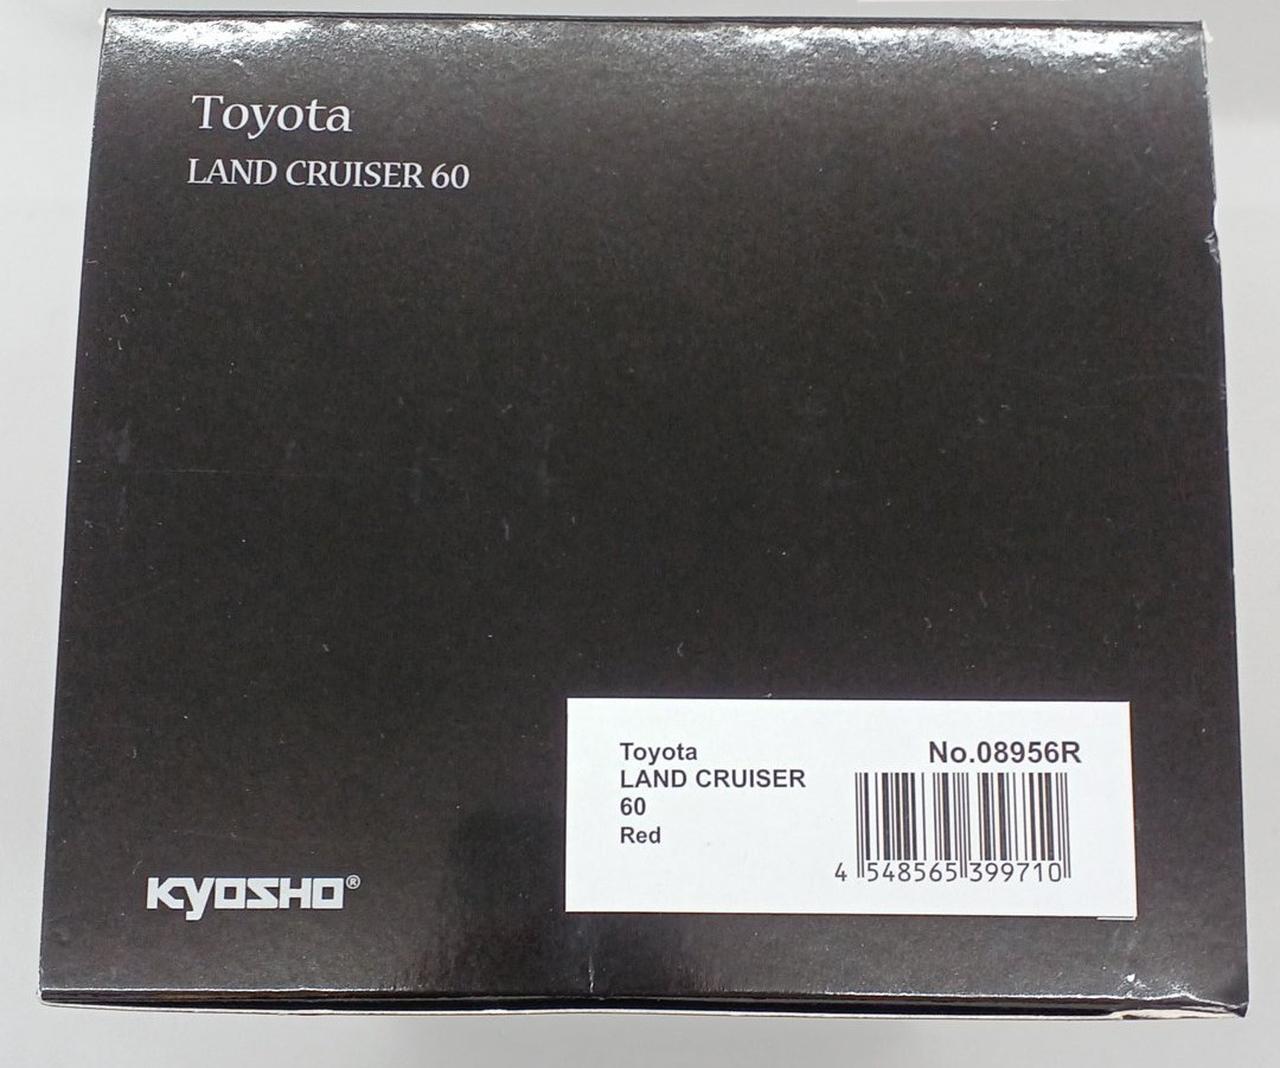 Toyota
LAND CRUISER 60
Toyota
LAND CRUISER
60
Red
No.08956R
4 548565 399710
KYOSHO®